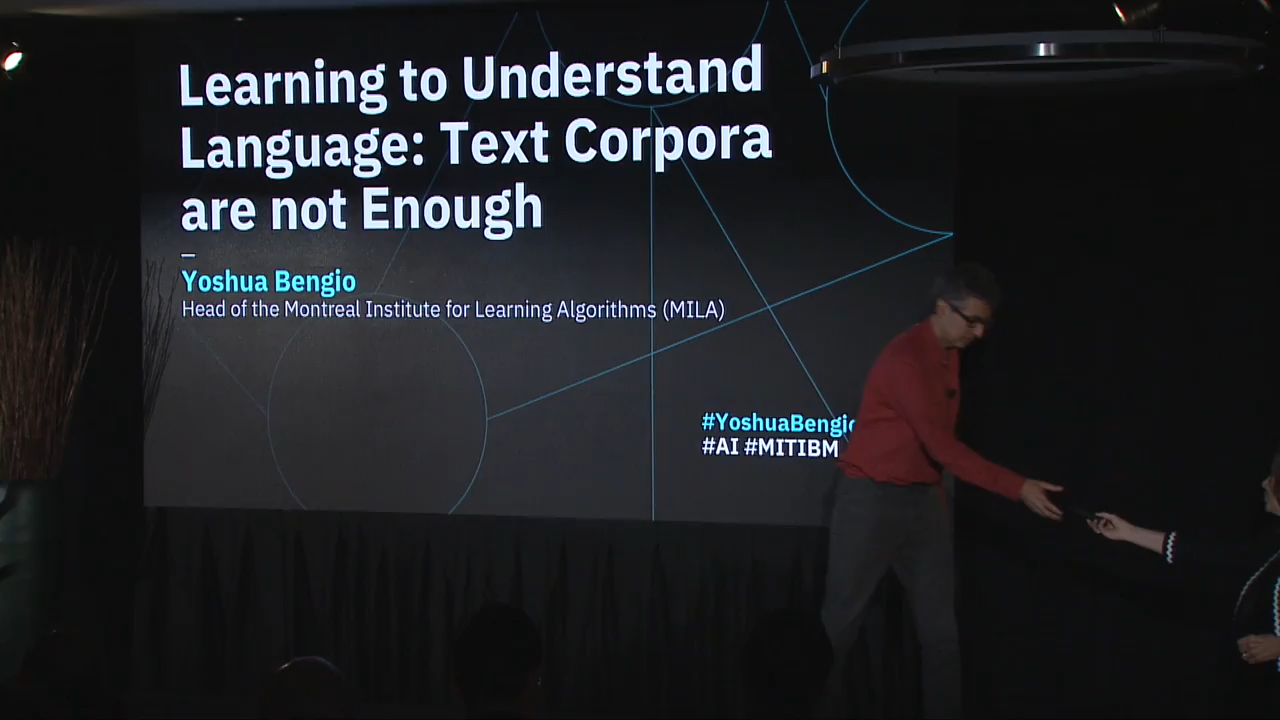 Learning to Understand
Language: Text Corpora
are not Enough
Yoshua Bengio
Head of the Montreal Institute for Learning Algorithms (MILA)
#YoshuaBengio
#AI #MITIBM